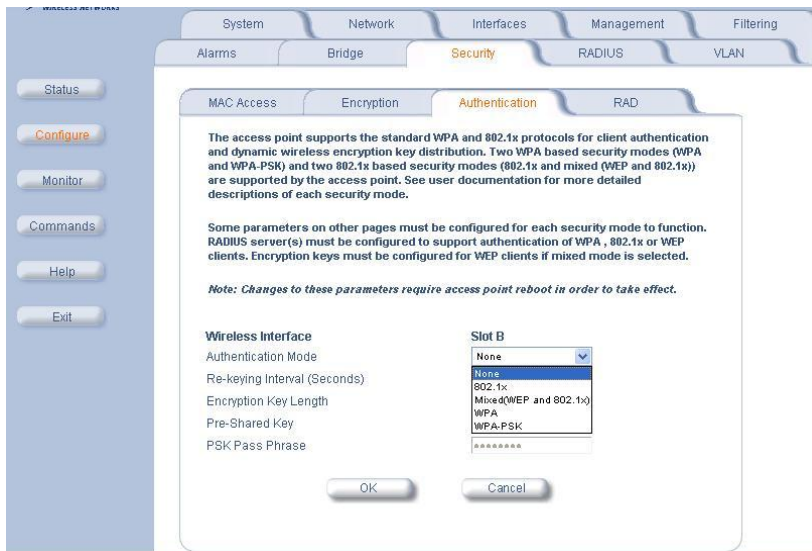 WIRELESS NETWORKS
System Network Interfaces Management Filtering
Alarms Bridge Security RADIUS VLAN
Status
Configure
Monitor
Commands
Help
Exit
MAC Access Encryption Authentication RAD
The access point supports the standard WPA and 802.1x protocols for client authentication
and dynamic wireless encryption key distribution. Two WPA based security modes (WPA
and WPA-PSK) and two 802.1x based security modes (802.1x and mixed (WEP and 802.1x))
are supported by the access point. See user documentation for more detailed
descriptions of each security mode.
Some parameters on other pages must be configured for each security mode to function.
RADIUS server(s) must be configured to support authentication of WPA , 802.1x or WEP
clients. Encryption keys must be configured for WEP clients if mixed mode is selected.
Note: Changes to these parameters require access point reboot in order to take effect.
Wireless Interface Slot B
Authentication Mode None
Re-keying Interval (Seconds)
Encryption Key Length
Pre-Shared Key
PSK Pass Phrase
None
802.1x
Mixed(WEP and 802.1x)
WPA
WPA-PSK
********
OK Cancel